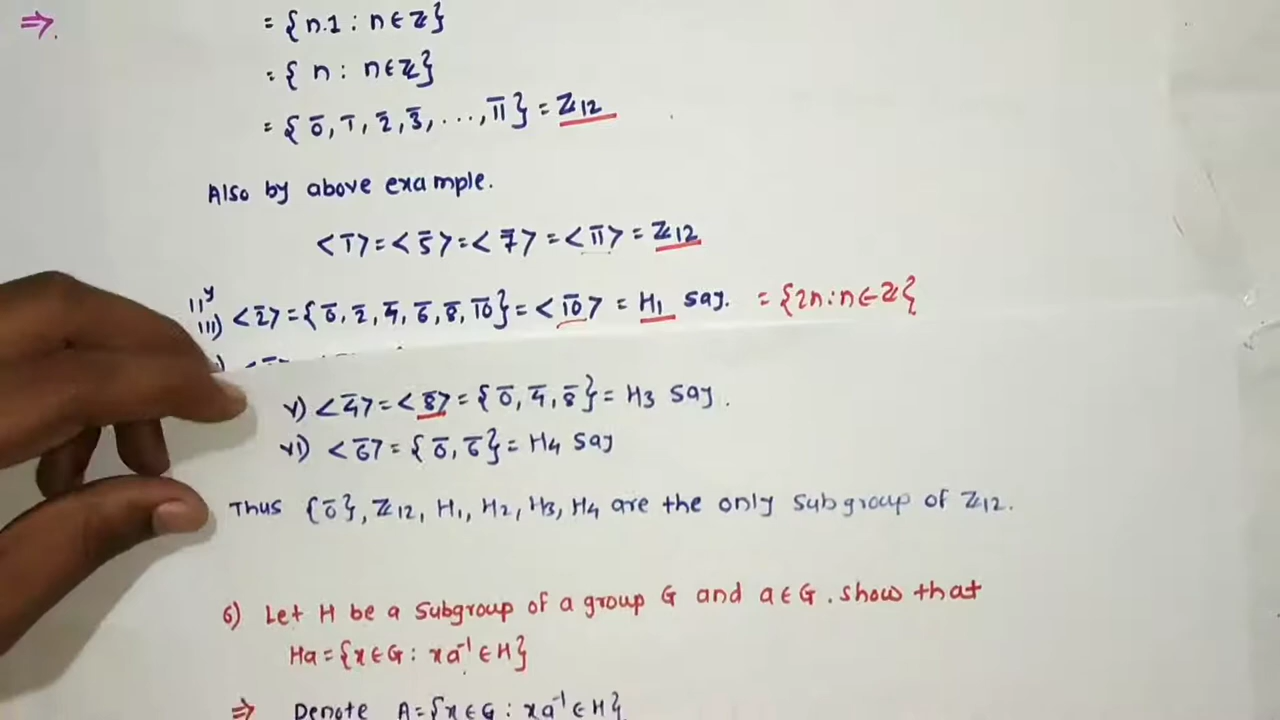 ⇒. = {n.1 : n ∈ ℤ}
= { n : n∈ℤ}
= { 0̄, 1̄, 2̄, 3̄, ..., 1̄1̄ } = ℤ12
Also by above example.
<1̄> = <5̄> = <7̄> = <1̄1̄> = ℤ12
111y
iii) <2̄> = {0̄, 2̄, 4̄, 6̄, 8̄, 1̄0̄} = <1̄0̄> = H1 say. = {2n : n ∈ ℤ{
v) <4̄> = <8̄> = {0̄, 4̄, 8̄} = H3 say.
vi) <6̄> = {0̄, 6̄} = H4 say
Thus {0̄}, ℤ12, H1, H2, H3, H4 are the only subgroup of ℤ12.
6) Let H be a subgroup of a group G and a∈G. show that
Ha = {x∈G : xa⁻¹ ∈ H}
⇒ Denote A = {x∈G : xa⁻¹ ∈ H}